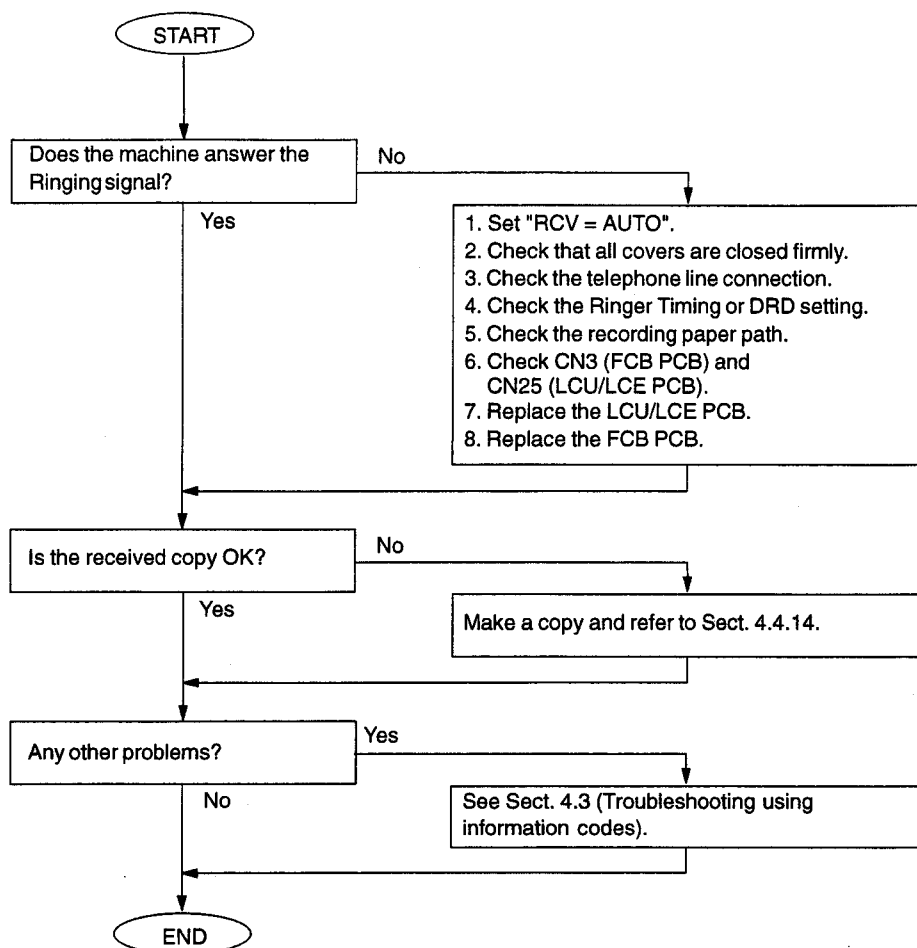 START
Does the machine answer the
Ringing signal?
No
Yes
1. Set "RCV = AUTO".
2. Check that all covers are closed firmly.
3. Check the telephone line connection.
4. Check the Ringer Timing or DRD setting.
5. Check the recording paper path.
6. Check CN3 (FCB PCB) and
CN25 (LCU/LCE PCB).
7. Replace the LCU/LCE PCB.
8. Replace the FCB PCB.
Is the received copy OK?
No
Yes
Make a copy and refer to Sect. 4.4.14.
Any other problems?
Yes
No
See Sect. 4.3 (Troubleshooting using
information codes).
END